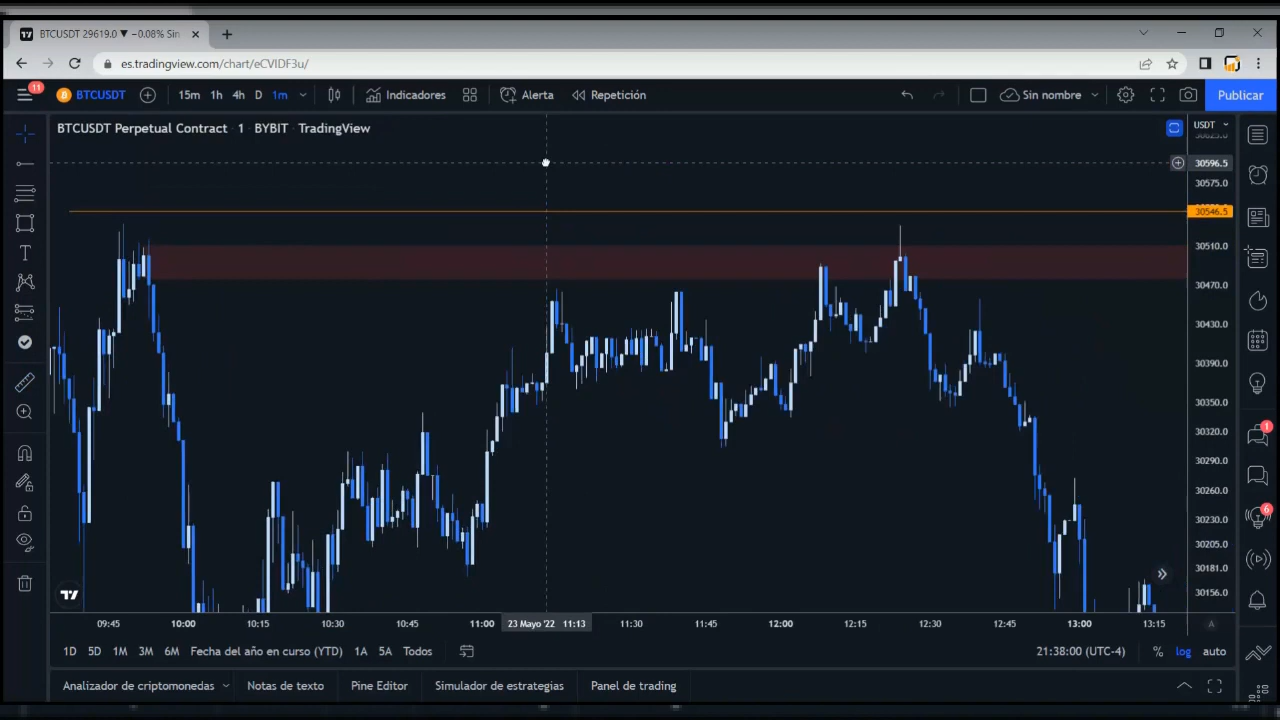 BTCUSDT 29619.0 ▼ −0.08% Sin
es.tradingview.com/chart/eCVIDF3u/
11
BTCUSDT 15m 1h 4h D 1m Indicadores Alerta Repetición Sin nombre Publicar
BTCUSDT Perpetual Contract · 1 · BYBIT · TradingView
USDT
30625.0
30596.5
30575.0
30546.5
30510.0
30470.0
30430.0
30390.0
30350.0
30320.0
30290.0
30260.0
30230.0
30205.0
30181.0
30156.0
1
6
09:45 10:00 10:15 10:30 10:45 11:00 23 Mayo '22 11:13 11:30 11:45 12:00 12:15 12:30 12:45 13:00 13:15 A
1D 5D 1M 3M 6M Fecha del año en curso (YTD) 1A 5A Todos 21:38:00 (UTC-4) % log auto
Analizador de criptomonedas Notas de texto Pine Editor Simulador de estrategias Panel de trading